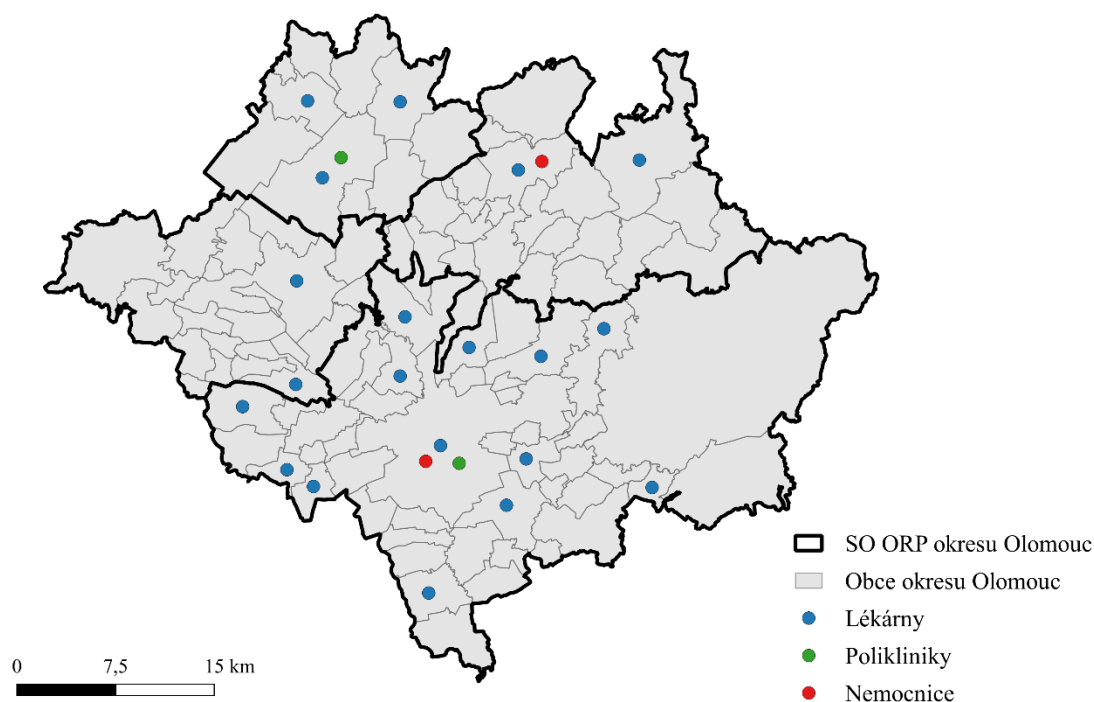 SO ORP okresu Olomouc
Obce okresu Olomouc
Lékárny
Polikliniky
Nemocnice
0 7,5 15 km